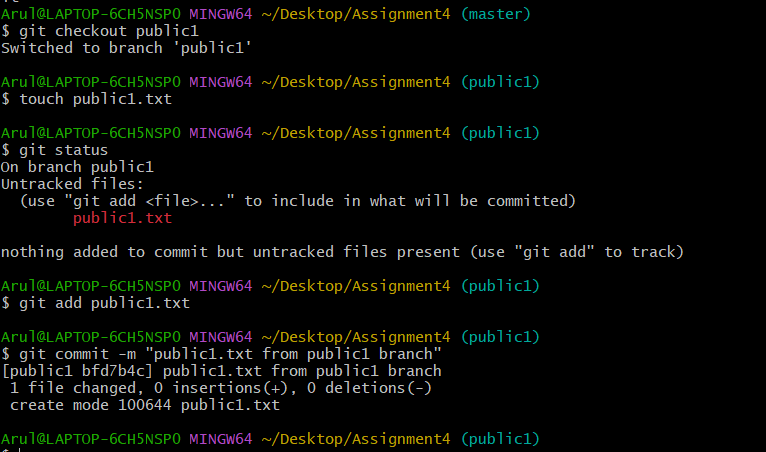 Arul@LAPTOP-6CH5NSP0 MINGW64 ~/Desktop/Assignment4 (master)
$ git checkout public1
Switched to branch 'public1'

Arul@LAPTOP-6CH5NSP0 MINGW64 ~/Desktop/Assignment4 (public1)
$ touch public1.txt

Arul@LAPTOP-6CH5NSP0 MINGW64 ~/Desktop/Assignment4 (public1)
$ git status
On branch public1
Untracked files:
  (use "git add <file>..." to include in what will be committed)
        public1.txt

nothing added to commit but untracked files present (use "git add" to track)

Arul@LAPTOP-6CH5NSP0 MINGW64 ~/Desktop/Assignment4 (public1)
$ git add public1.txt

Arul@LAPTOP-6CH5NSP0 MINGW64 ~/Desktop/Assignment4 (public1)
$ git commit -m "public1.txt from public1 branch"
[public1 bfd7b4c] public1.txt from public1 branch
 1 file changed, 0 insertions(+), 0 deletions(-)
 create mode 100644 public1.txt

Arul@LAPTOP-6CH5NSP0 MINGW64 ~/Desktop/Assignment4 (public1)
$